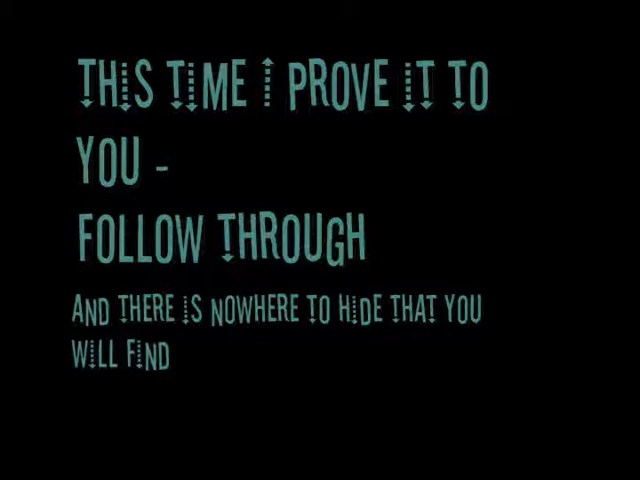 THIS TIME I PROVE IT TO
YOU -
FOLLOW THROUGH
AND THERE IS NOWHERE TO HIDE THAT YOU
WILL FIND